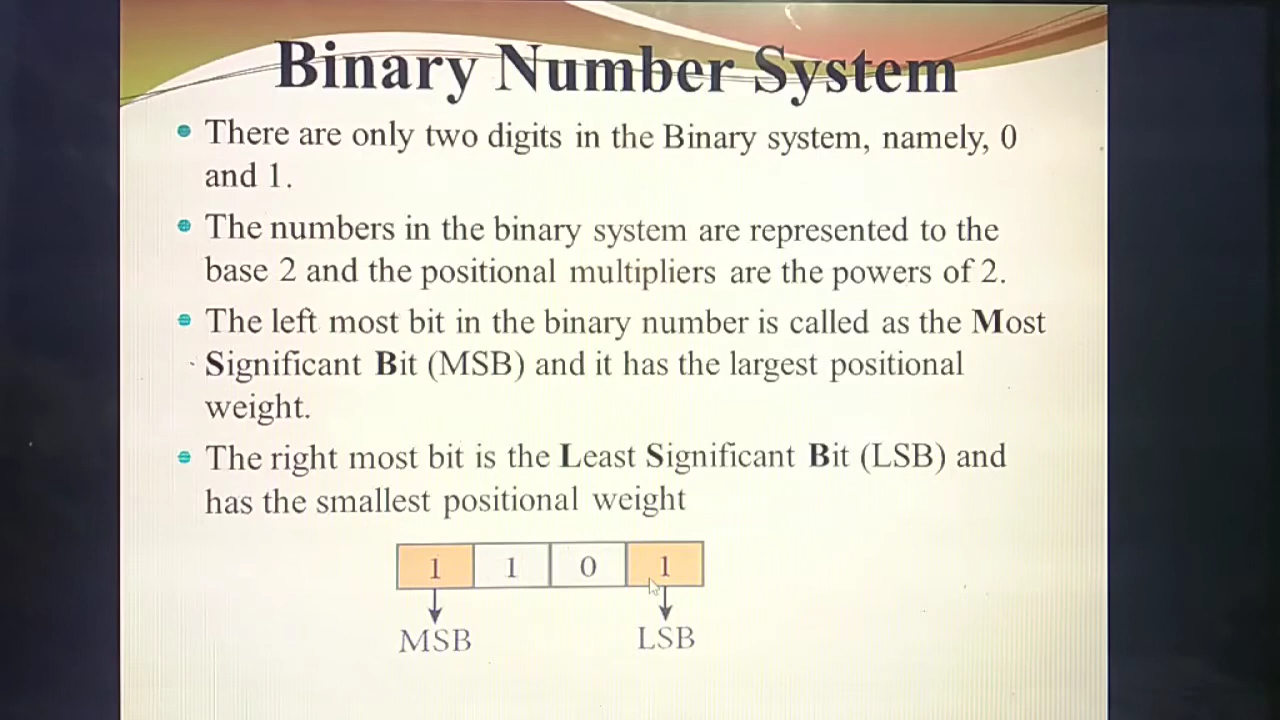 Binary Number System
There are only two digits in the Binary system, namely, 0
and 1.
The numbers in the binary system are represented to the
base 2 and the positional multipliers are the powers of 2.
The left most bit in the binary number is called as the Most
Significant Bit (MSB) and it has the largest positional
weight.
The right most bit is the Least Significant Bit (LSB) and
has the smallest positional weight
1 1 0 1
MSB LSB